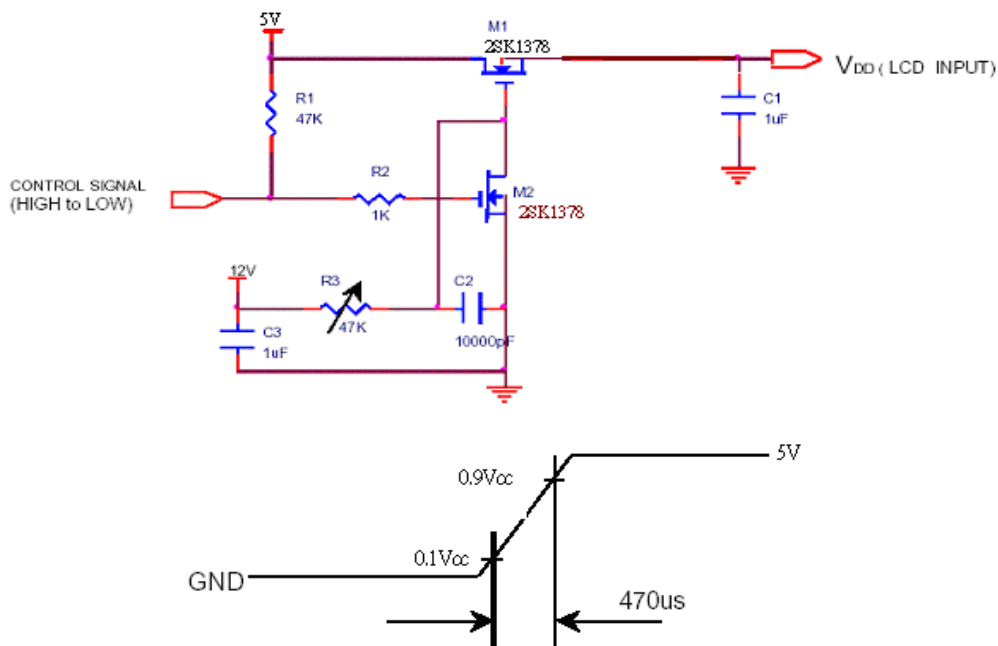 5V
M1
2SK1378
VDD ( LCD INPUT)
R1
47K
C1
1uF
R2
CONTROL SIGNAL
(HIGH to LOW)
M2
1K
2SK1378
12V
R3
C2
47K
C3
1uF
10000pF
5V
0.9Vcc
0.1Vcc
GND
470us